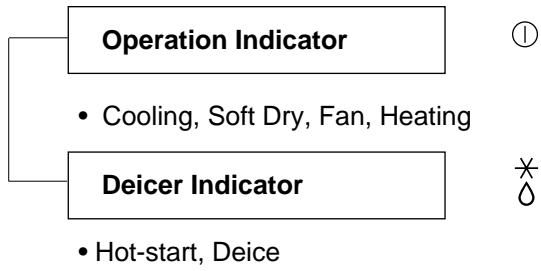 Operation Indicator
• Cooling, Soft Dry, Fan, Heating
Deicer Indicator
• Hot-start, Deice